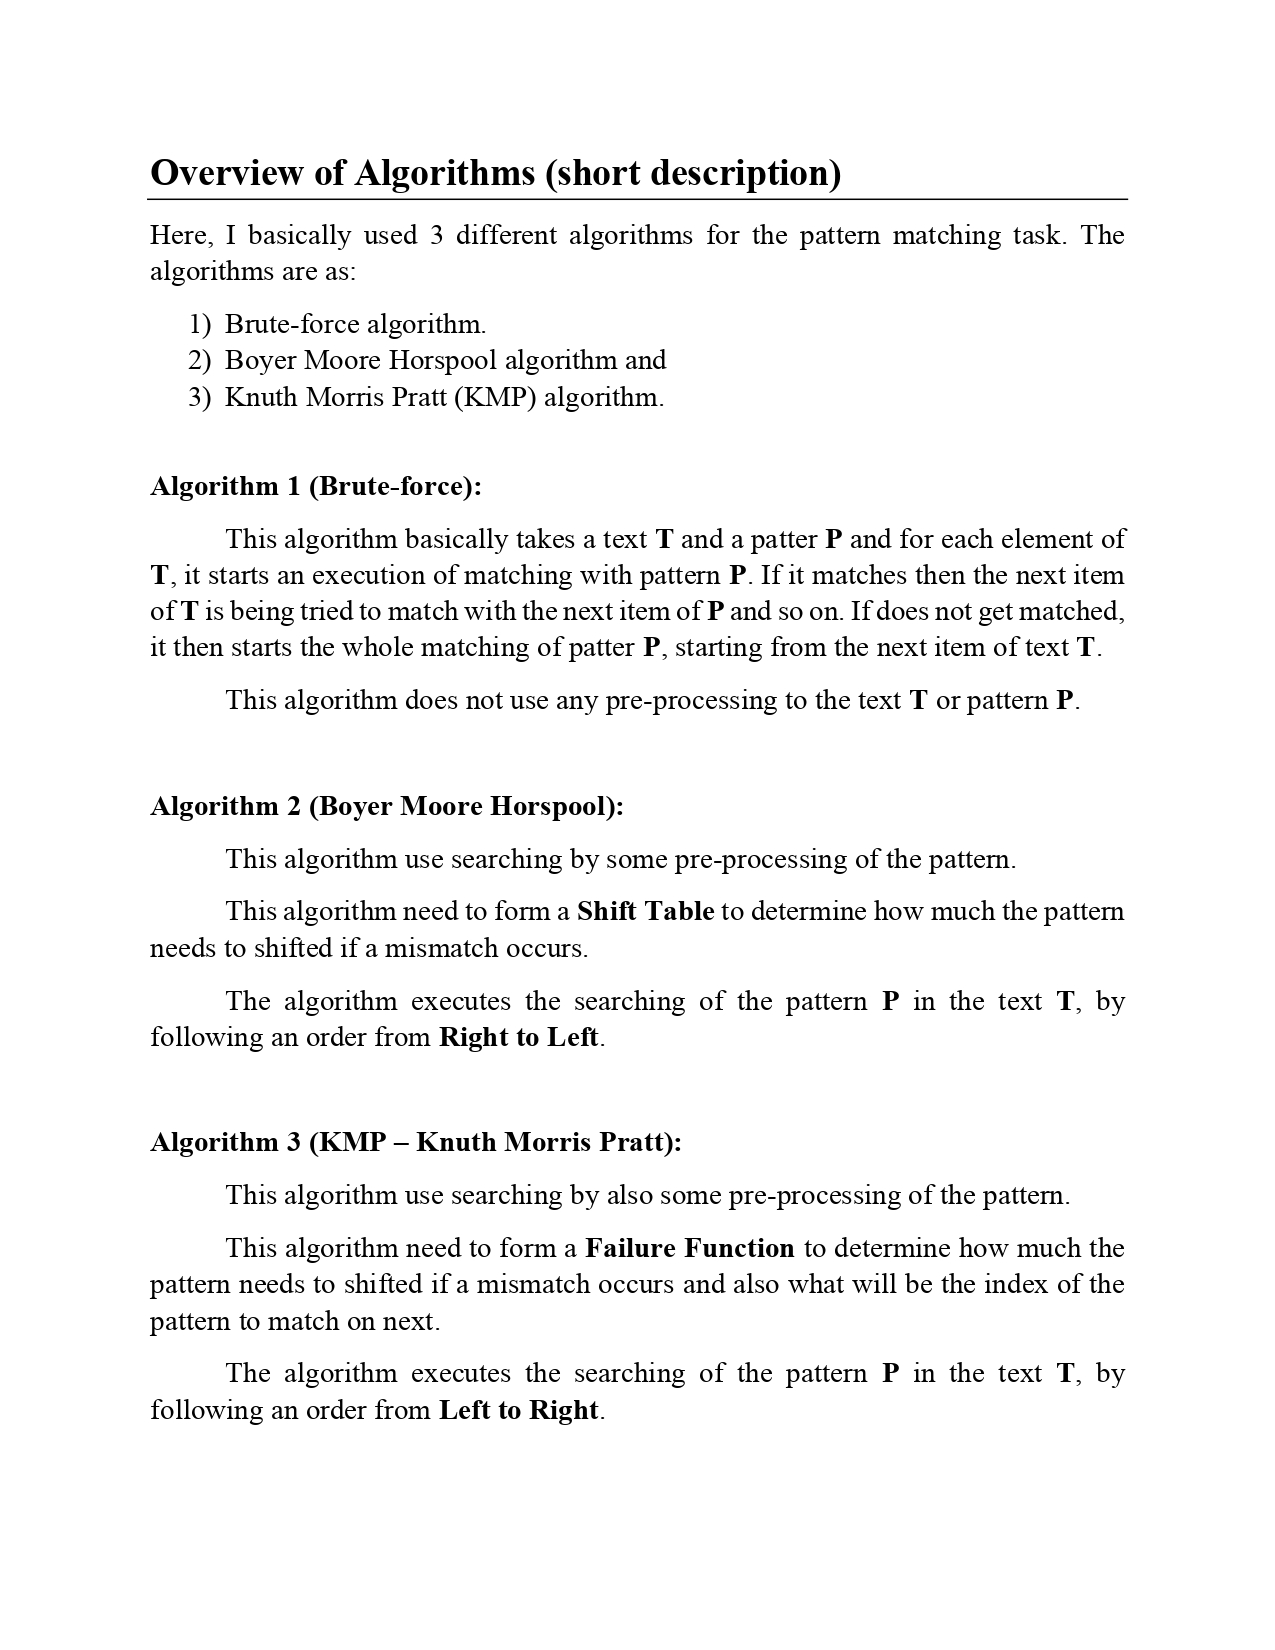 Overview of Algorithms (short description)
Here, I basically used 3 different algorithms for the pattern matching task. The
algorithms are as:
1) Brute-force algorithm.
2) Boyer Moore Horspool algorithm and
3) Knuth Morris Pratt (KMP) algorithm.
Algorithm 1 (Brute-force):
This algorithm basically takes a text T and a patter P and for each element of
T, it starts an execution of matching with pattern P. If it matches then the next item
of T is being tried to match with the next item of P and so on. If does not get matched,
it then starts the whole matching of patter P, starting from the next item of text T.
This algorithm does not use any pre-processing to the text T or pattern P.
Algorithm 2 (Boyer Moore Horspool):
This algorithm use searching by some pre-processing of the pattern.
This algorithm need to form a Shift Table to determine how much the pattern
needs to shifted if a mismatch occurs.
The algorithm executes the searching of the pattern P in the text T, by
following an order from Right to Left.
Algorithm 3 (KMP – Knuth Morris Pratt):
This algorithm use searching by also some pre-processing of the pattern.
This algorithm need to form a Failure Function to determine how much the
pattern needs to shifted if a mismatch occurs and also what will be the index of the
pattern to match on next.
The algorithm executes the searching of the pattern P in the text T, by
following an order from Left to Right.